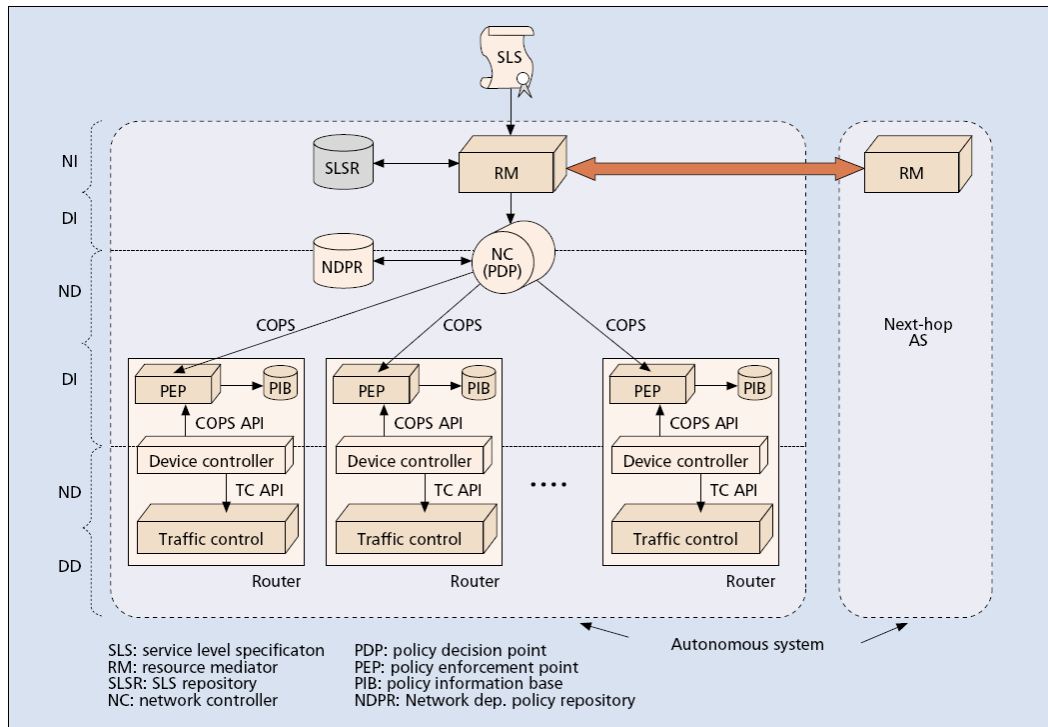 SLS
NI
SLSR
RM
RM
DI
NDPR
NC
(PDP)
ND
COPS
COPS
COPS
Next-hop
AS
DI
PEP
PIB
PEP
PIB
PEP
PIB
COPS API
COPS API
COPS API
Device controller
Device controller
Device controller
ND
TC API
TC API
TC API
....
Traffic control
Traffic control
Traffic control
DD
Router
Router
Router
Autonomous system
SLS: service level specificaton
RM: resource mediator
SLSR: SLS repository
NC: network controller
PDP: policy decision point
PEP: policy enforcement point
PIB: policy information base
NDPR: Network dep. policy repository